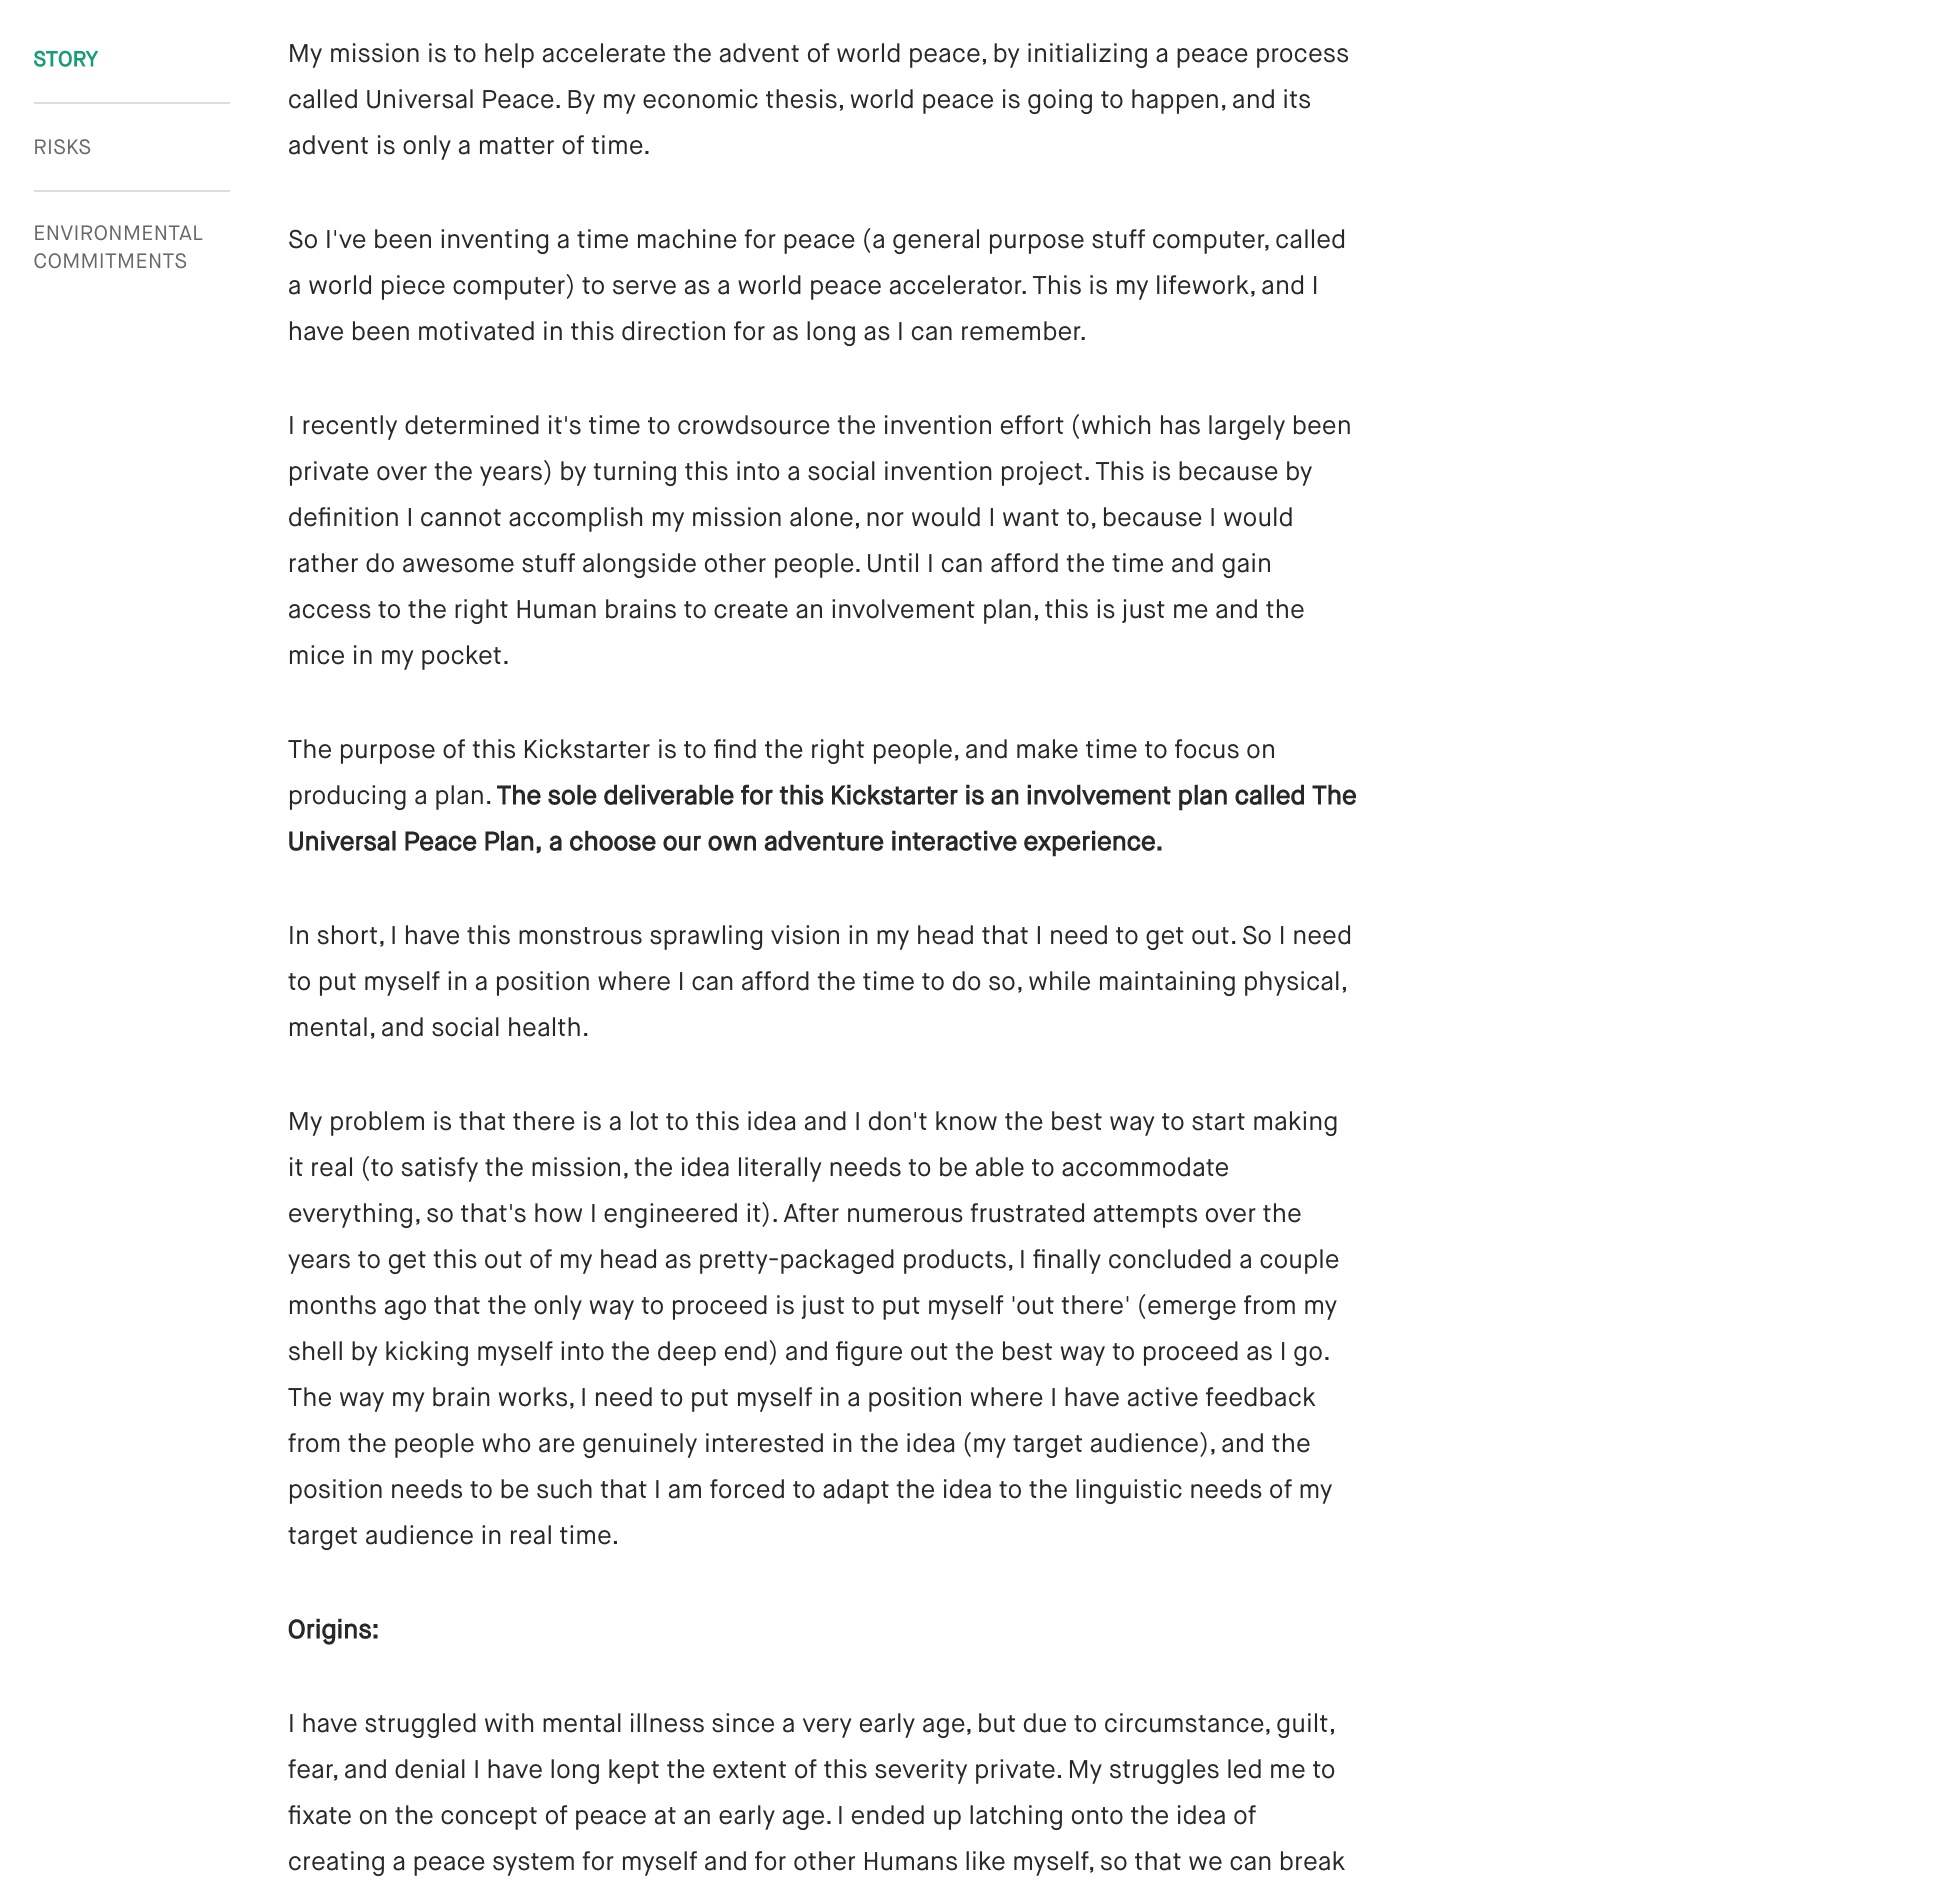 STORY
RISKS
ENVIRONMENTAL
COMMITMENTS
My mission is to help accelerate the advent of world peace, by initializing a peace process
called Universal Peace. By my economic thesis, world peace is going to happen, and its
advent is only a matter of time.
So I've been inventing a time machine for peace (a general purpose stuff computer, called
a world piece computer) to serve as a world peace accelerator. This is my lifework, and I
have been motivated in this direction for as long as I can remember.
I recently determined it's time to crowdsource the invention effort (which has largely been
private over the years) by turning this into a social invention project. This is because by
definition I cannot accomplish my mission alone, nor would I want to, because I would
rather do awesome stuff alongside other people. Until I can afford the time and gain
access to the right Human brains to create an involvement plan, this is just me and the
mice in my pocket.
The purpose of this Kickstarter is to find the right people, and make time to focus on
producing a plan. The sole deliverable for this Kickstarter is an involvement plan called The
Universal Peace Plan, a choose our own adventure interactive experience.
In short, I have this monstrous sprawling vision in my head that I need to get out. So I need
to put myself in a position where I can afford the time to do so, while maintaining physical,
mental, and social health.
My problem is that there is a lot to this idea and I don't know the best way to start making
it real (to satisfy the mission, the idea literally needs to be able to accommodate
everything, so that's how I engineered it). After numerous frustrated attempts over the
years to get this out of my head as pretty-packaged products, I finally concluded a couple
months ago that the only way to proceed is just to put myself 'out there' (emerge from my
shell by kicking myself into the deep end) and figure out the best way to proceed as I go.
The way my brain works, I need to put myself in a position where I have active feedback
from the people who are genuinely interested in the idea (my target audience), and the
position needs to be such that I am forced to adapt the idea to the linguistic needs of my
target audience in real time.
Origins:
I have struggled with mental illness since a very early age, but due to circumstance, guilt,
fear, and denial I have long kept the extent of this severity private. My struggles led me to
fixate on the concept of peace at an early age. I ended up latching onto the idea of
creating a peace system for myself and for other Humans like myself, so that we can break